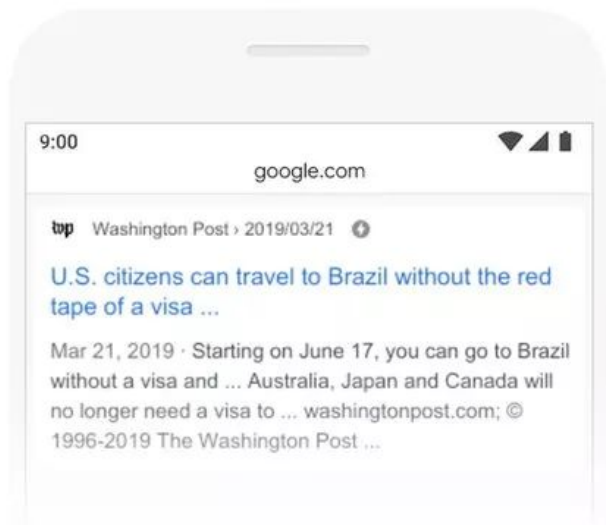 9:00
google.com
wp Washington Post › 2019/03/21
U.S. citizens can travel to Brazil without the red
tape of a visa ...
Mar 21, 2019 · Starting on June 17, you can go to Brazil
without a visa and ... Australia, Japan and Canada will
no longer need a visa to ... washingtonpost.com; ©
1996-2019 The Washington Post ...